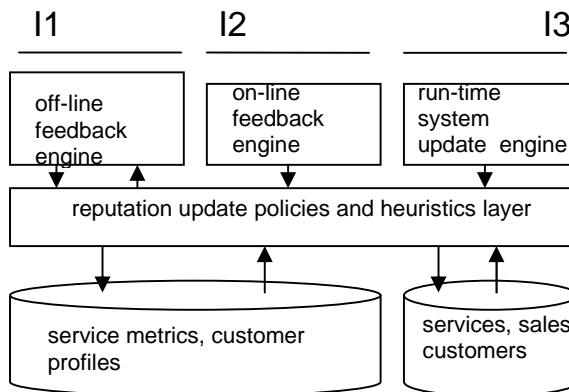 I1
I2
I3
off-line
feedback
engine
on-line
feedback
engine
run-time
system
update engine
reputation update policies and heuristics layer
service metrics, customer
profiles
services, sales
customers